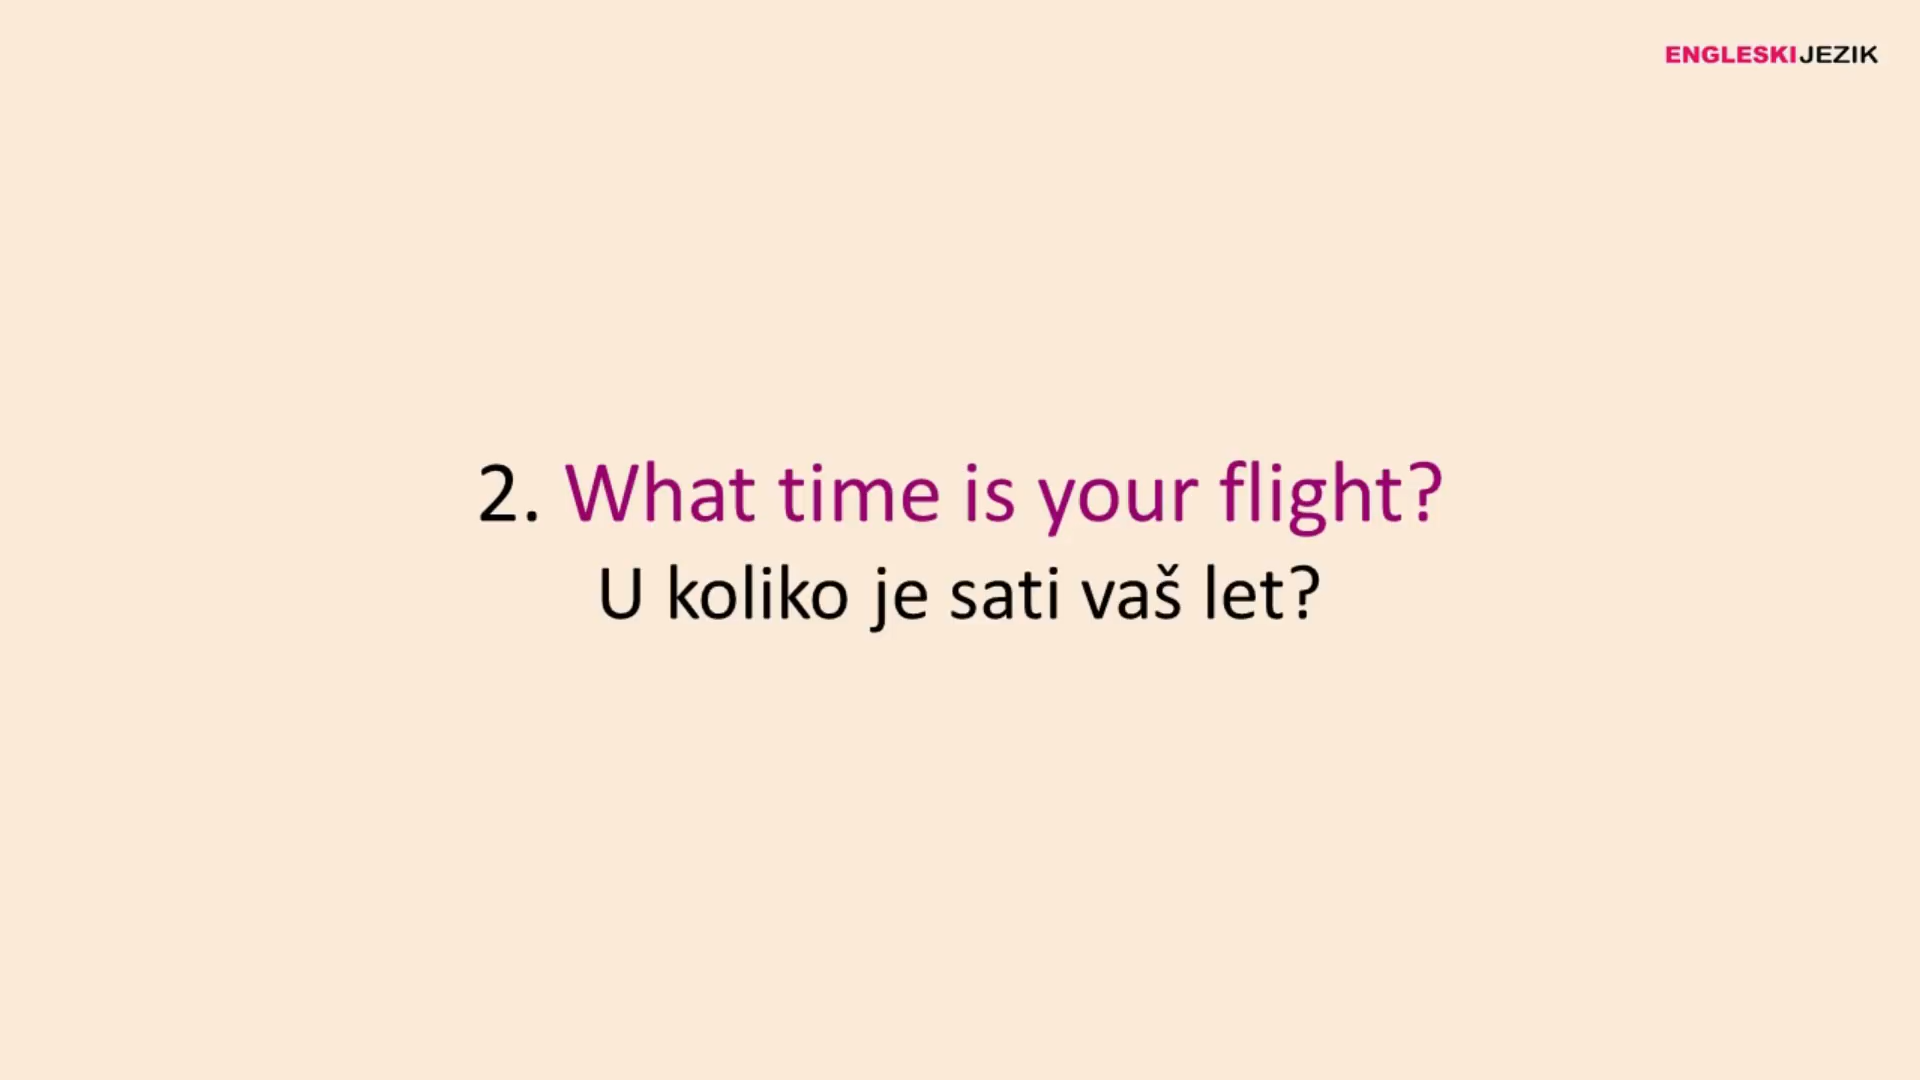 ENGLESKIJEZIK
2. What time is your flight?
U koliko je sati vaš let?